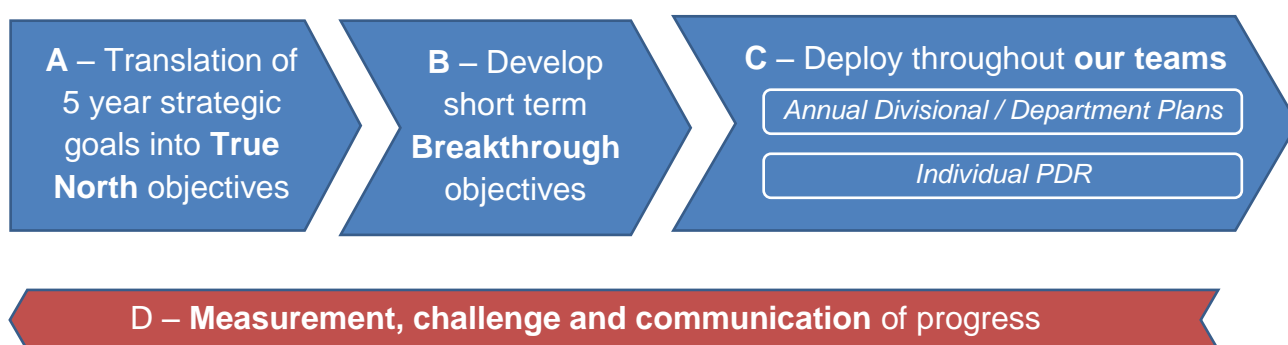 A – Translation of
5 year strategic
goals into True
North objectives
B – Develop
short term
Breakthrough
objectives
C – Deploy throughout our teams
Annual Divisional / Department Plans
Individual PDR
D – Measurement, challenge and communication of progress